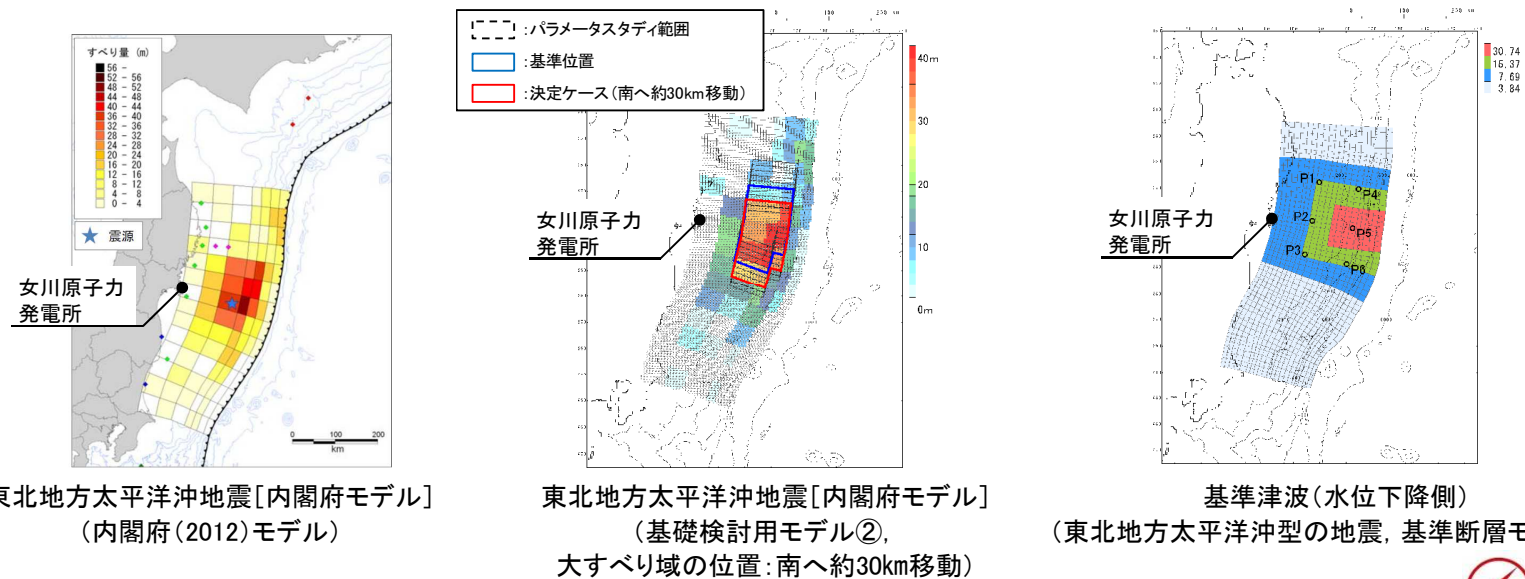 すべり量 (m)
56 -
52 - 56
48 - 52
44 - 48
40 - 44
36 - 40
32 - 36
28 - 32
24 - 28
20 - 24
16 - 20
12 - 16
8 - 12
4 - 8
0 - 4
震源
女川原子力
発電所
0 100 200
km
東北地方太平洋沖地震[内閣府モデル]
(内閣府(2012)モデル)
:パラメータスタディ範囲
:基準位置
:決定ケース(南へ約30km移動)
40m
30
20
10
0m
女川原子力
発電所
東北地方太平洋沖地震[内閣府モデル]
(基礎検討用モデル②,
大すべり域の位置:南へ約30km移動)
30.74
15.37
7.69
3.84
P1
P4
P2
P5
P3
P6
女川原子力
発電所
基準津波(水位下降側)
(東北地方太平洋沖型の地震, 基準断層モ